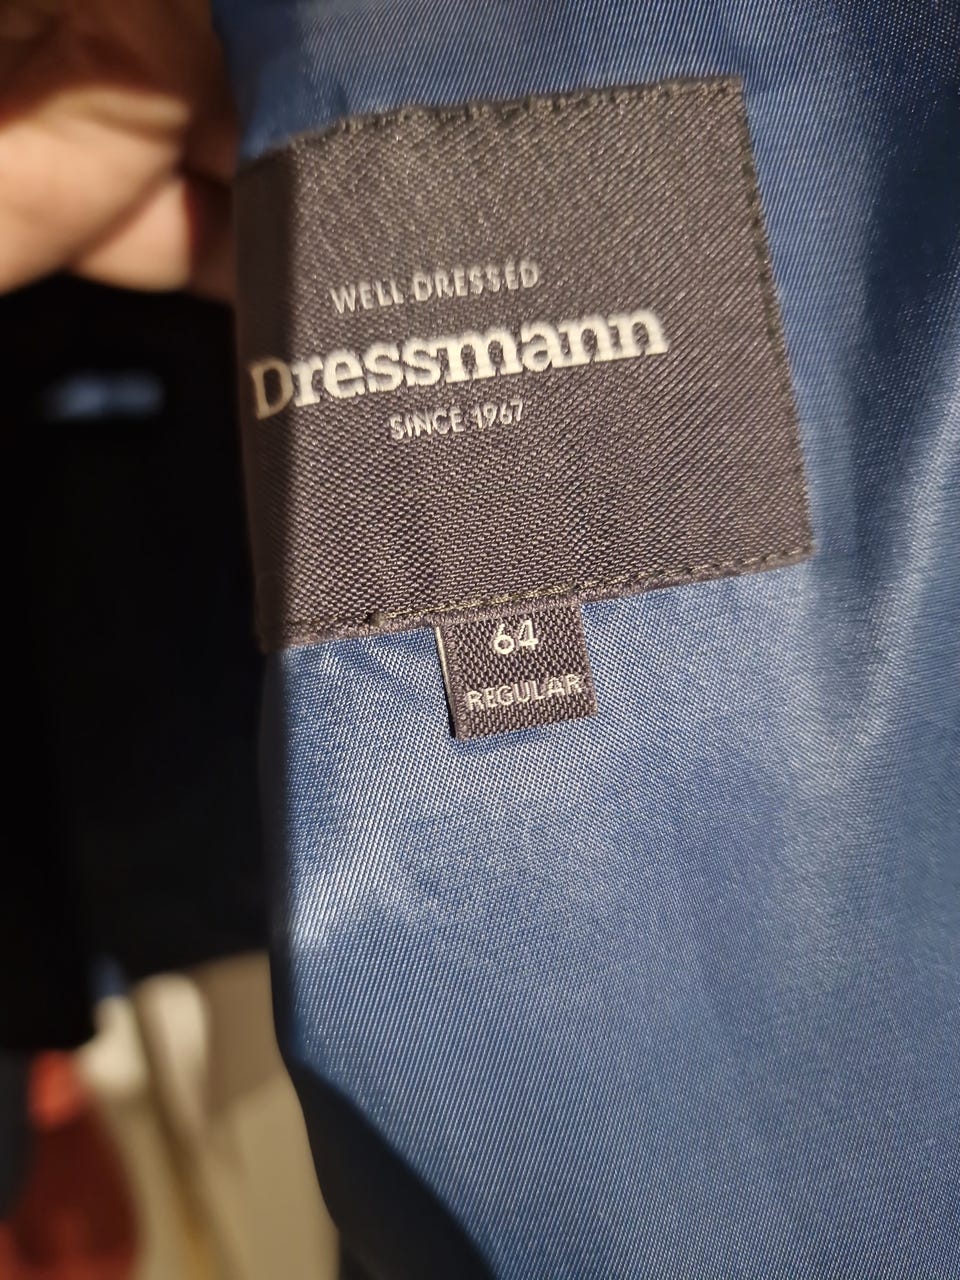 WELL DRESSED
Dressmann
SINCE 1967
64
REGULAR